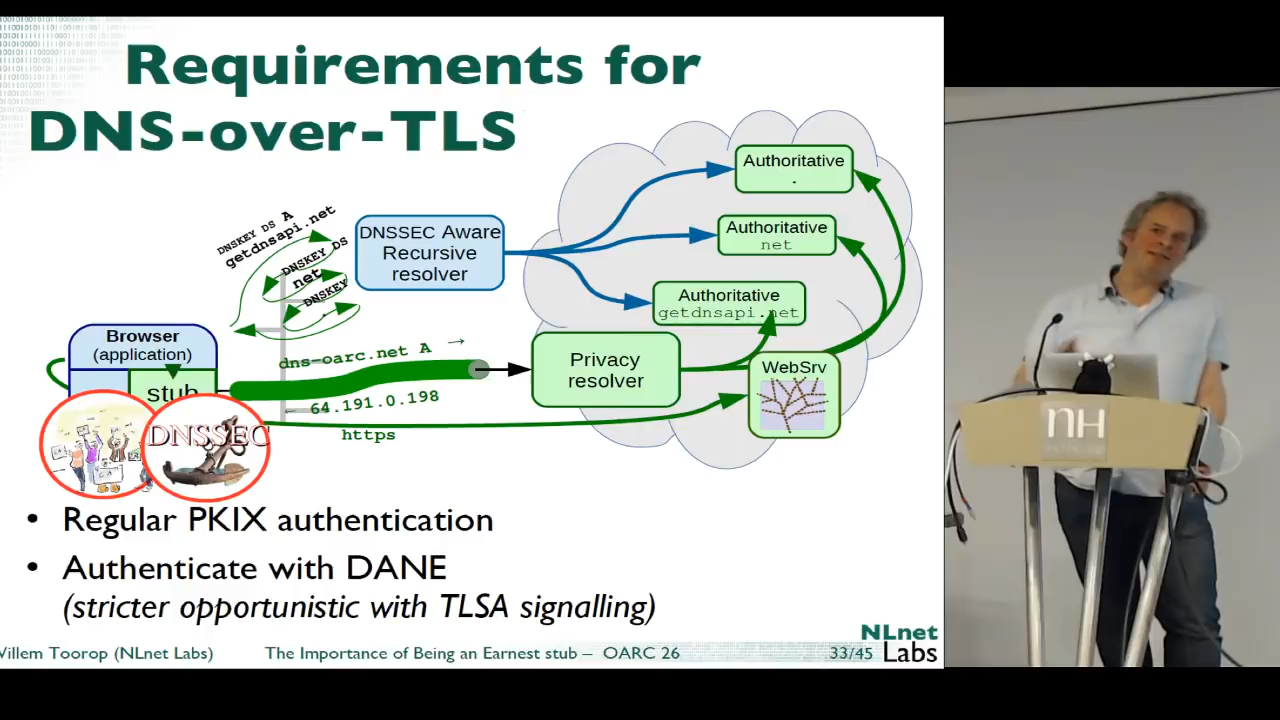 Requirements for
DNS-over-TLS
Authoritative
.
DNSKEY DS A
getdnsapi.net
DNSSEC Aware
Recursive
resolver
Authoritative
net
DNSKEY DS
net
DNSKEY
.
Authoritative
getdnsapi.net
Browser
(application)
stub
dns-oarc.net A →
← 64.191.0.198
https
Privacy
resolver
WebSrv
DNSSEC
nH
• Regular PKIX authentication
• Authenticate with DANE
(stricter opportunistic with TLSA signalling)
Villem Toorop (NLnet Labs)
The Importance of Being an Earnest stub – OARC 26
33/45
NLnet
Labs